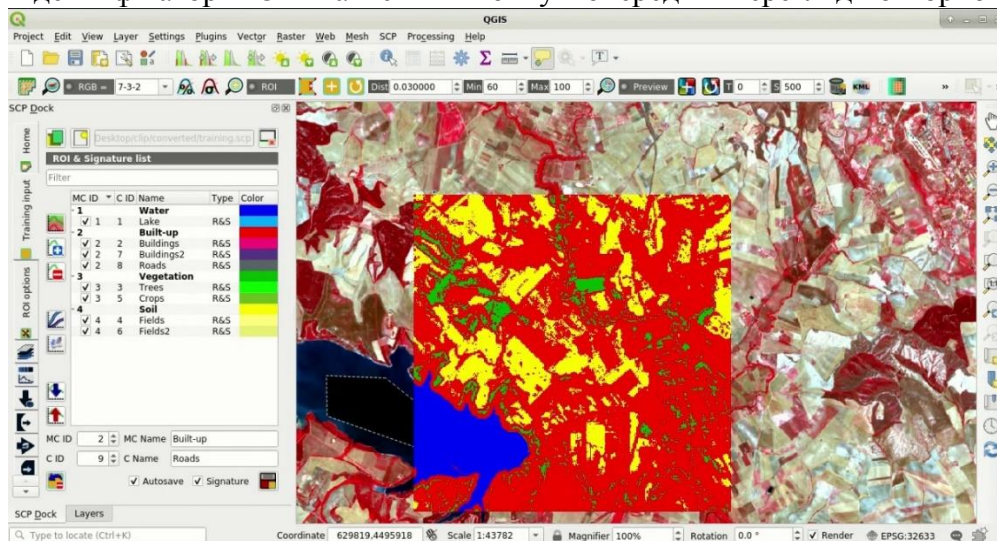 QGIS
Project Edit View Layer Settings Plugins Vector Raster Web Mesh SCP Processing Help
RGB = 7-3-2 ROI Dist 0.030000 Min 60 Max 100 Preview T 0 S 500 KML »
SCP Dock
Home
Training input
ROI options
Desktop/clip/converted/training.scp
ROI & Signature list
Filter
MC ID C ID Name Type Color
1 Water
1 1 Lake R&S
2 Built-up
2 2 Buildings R&S
2 7 Buildings2 R&S
2 8 Roads R&S
3 Vegetation
3 3 Trees R&S
3 5 Crops R&S
4 Soil
4 4 Fields R&S
4 6 Fields2 R&S
MC ID 2 MC Name Built-up
C ID 9 C Name Roads
Autosave Signature
SCP Dock Layers
Type to locate (Ctrl+K) Coordinate 629819,4495918 Scale 1:43782 Magnifier 100% Rotation 0.0 ° Render EPSG:32633